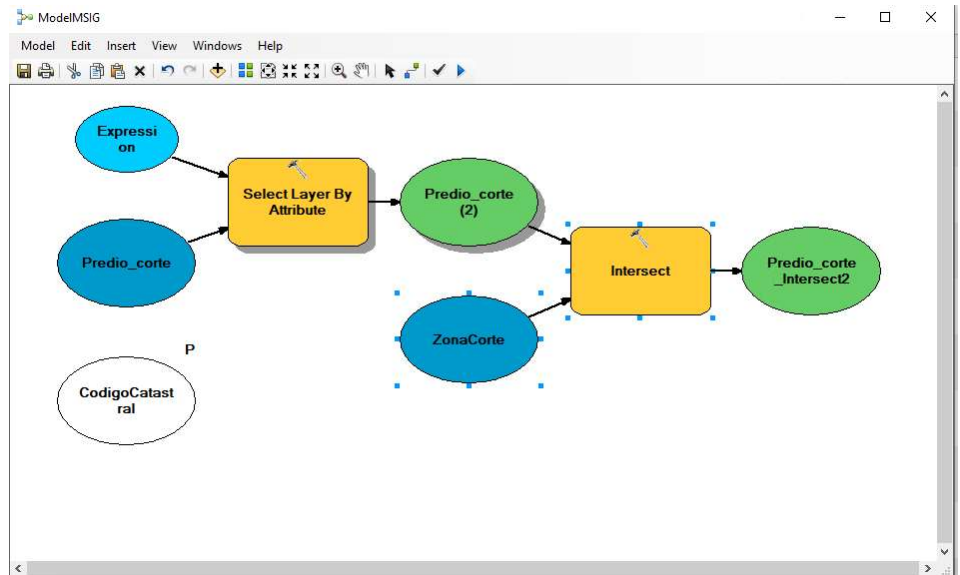 ModelMSIG
Model Edit Insert View Windows Help
Expressi
on
Select Layer By
Attribute
Predio_corte
(2)
Predio_corte
Intersect
Predio_corte
_Intersect2
ZonaCorte
P
CodigoCatast
ral